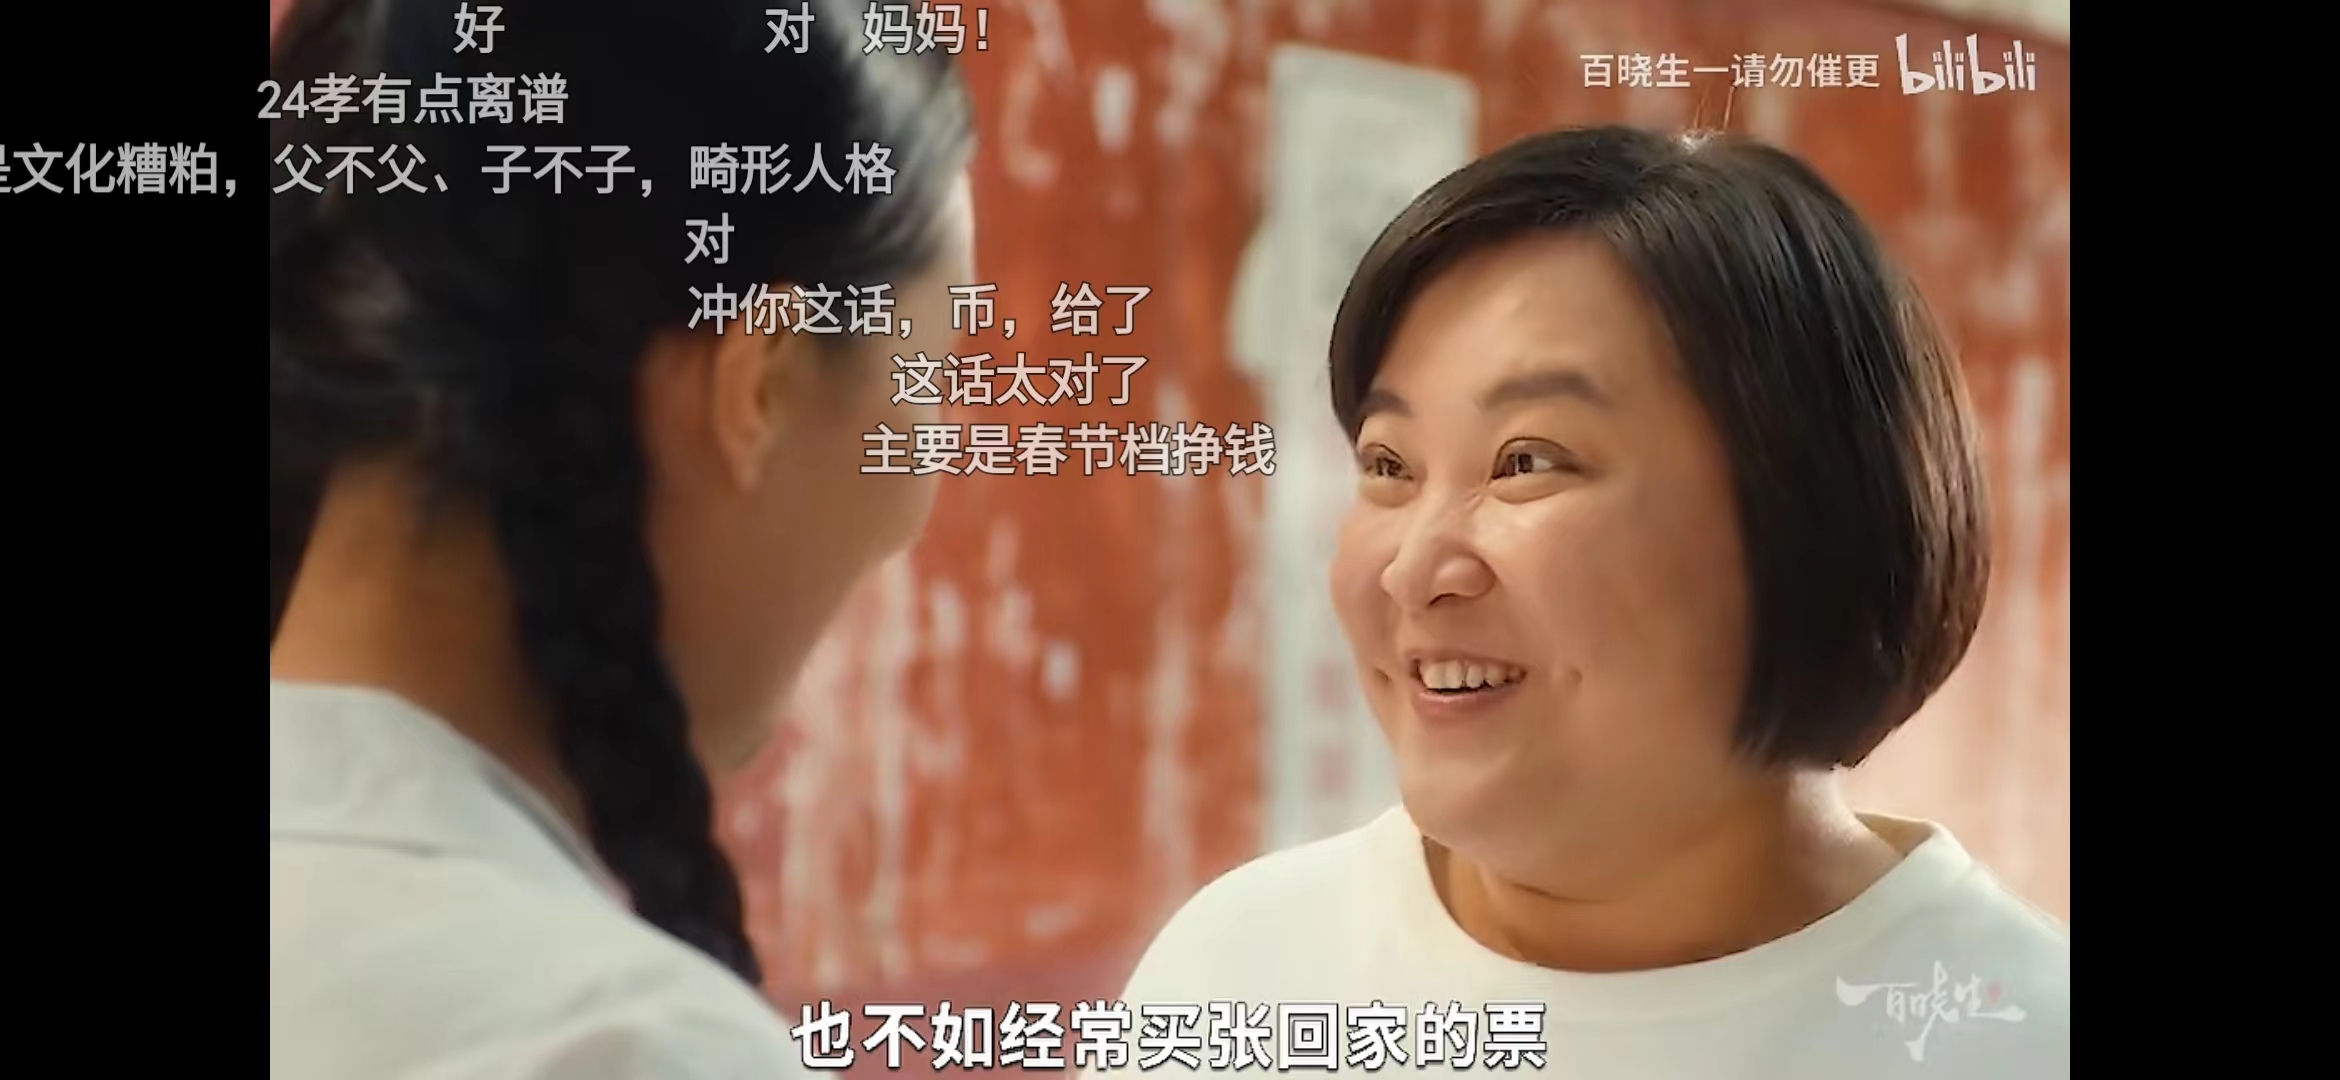 好 对 妈妈！
百晓生一请勿催更 bilibili
24孝有点离谱
是文化糟粕，父不父、子不子，畸形人格
对
冲你这话，币，给了
这话太对了
主要是春节档挣钱
百晓生
也不如经常买张回家的票